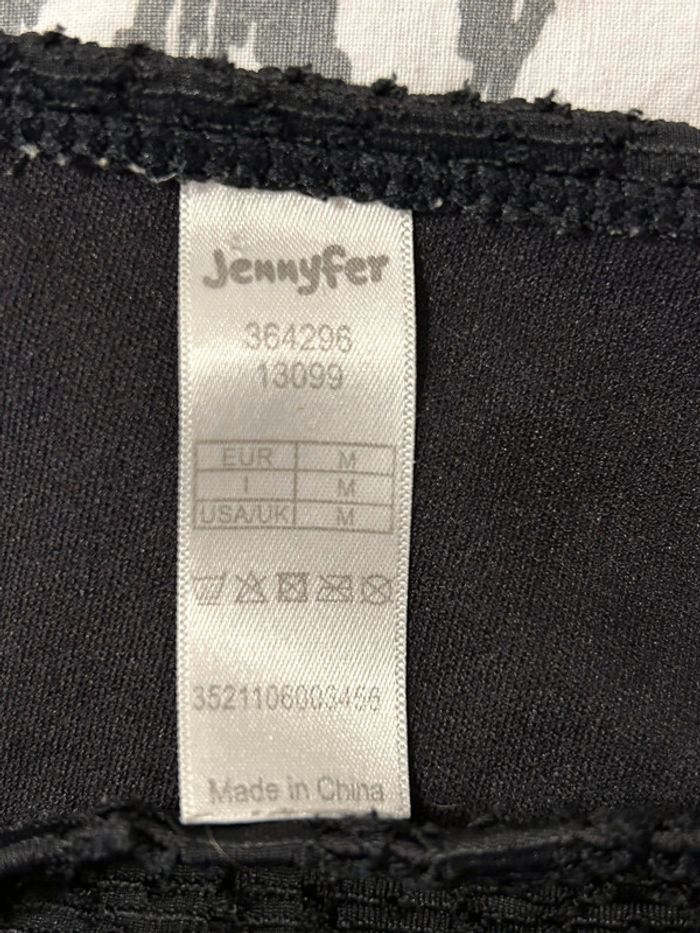 Jennyfer
364296
13099
EUR M
I M
USA/UK M
3521106003456
Made in China